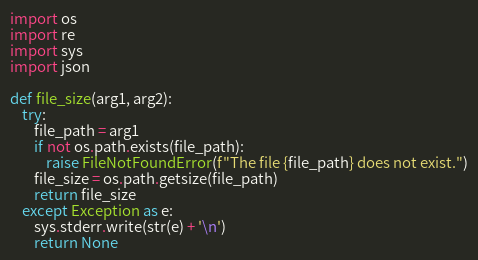 import os
import re
import sys
import json

def file_size(arg1, arg2):
    try:
        file_path = arg1
        if not os.path.exists(file_path):
            raise FileNotFoundError(f"The file {file_path} does not exist.")
        file_size = os.path.getsize(file_path)
        return file_size
    except Exception as e:
        sys.stderr.write(str(e) + '\n')
        return None